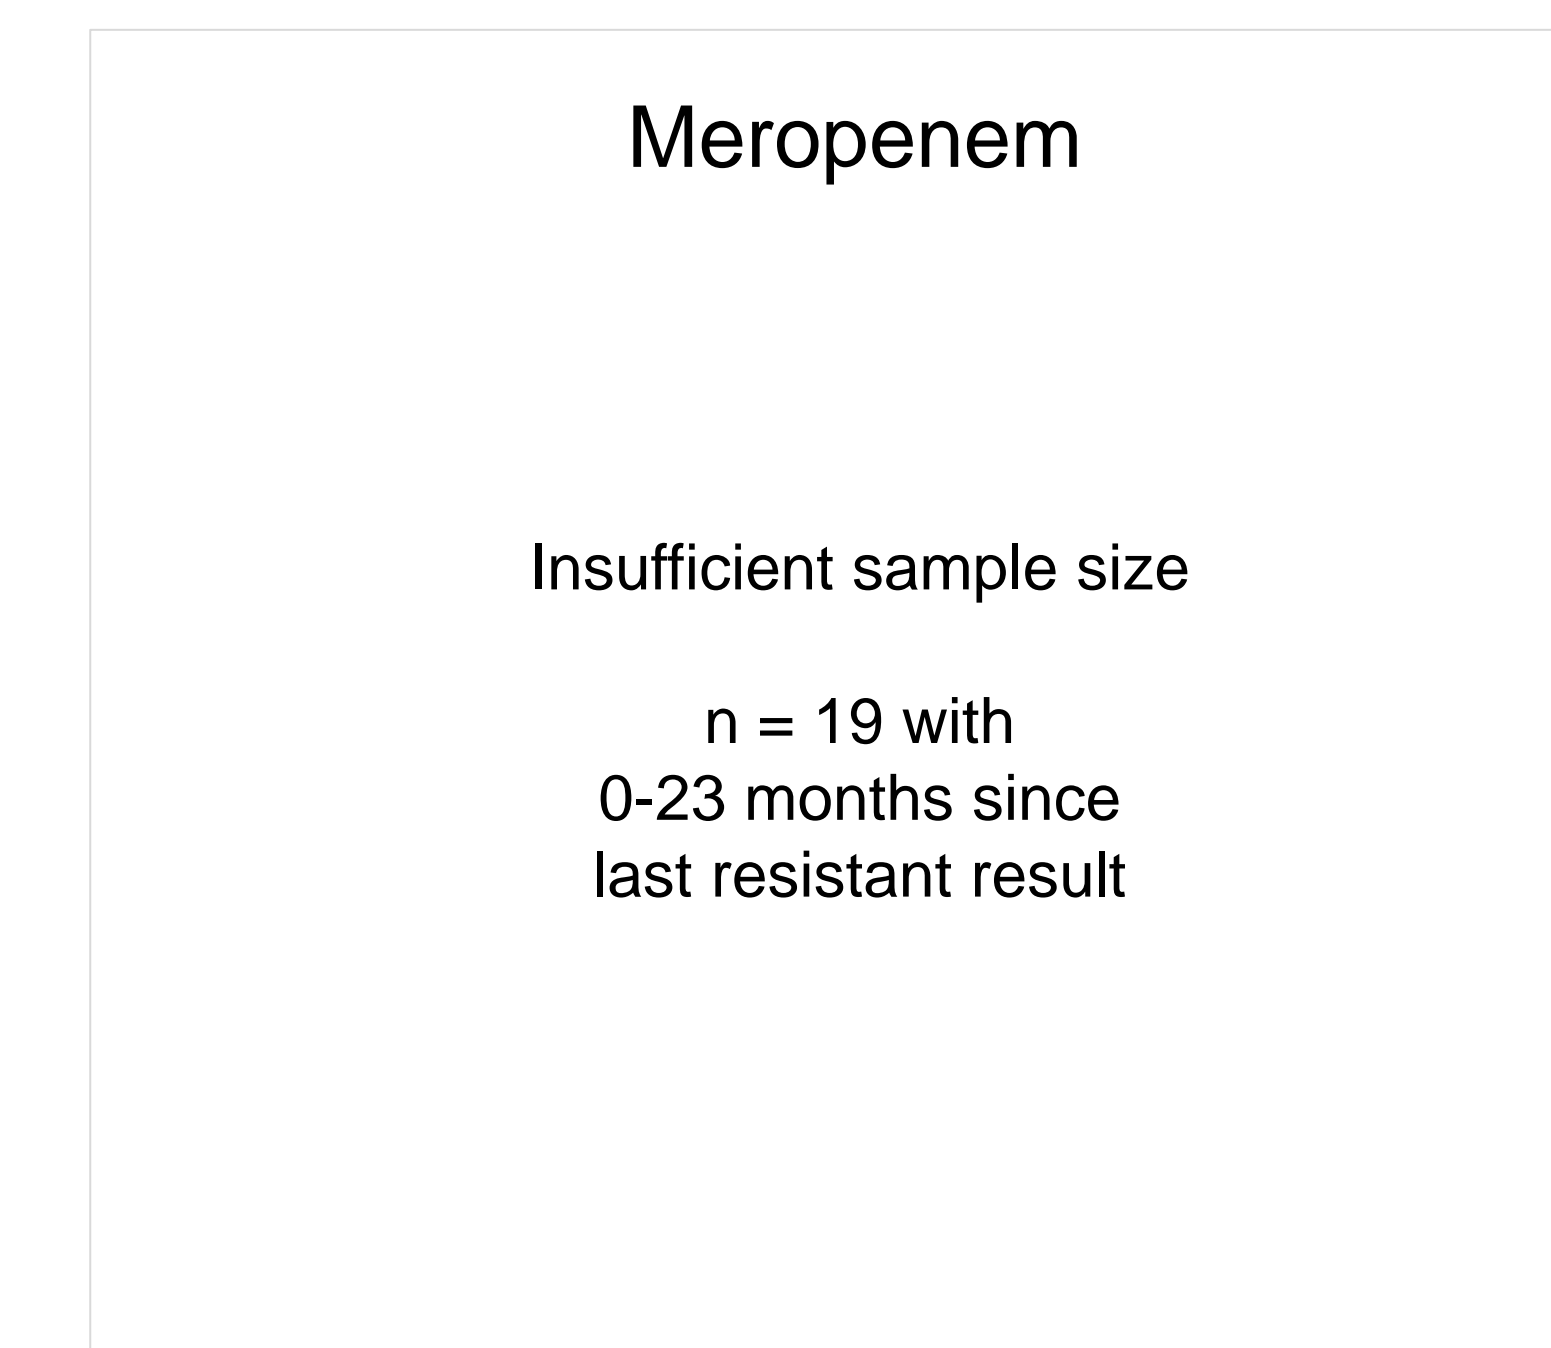 Meropenem
Insufficient sample size
n = 19 with
0-23 months since
last resistant result